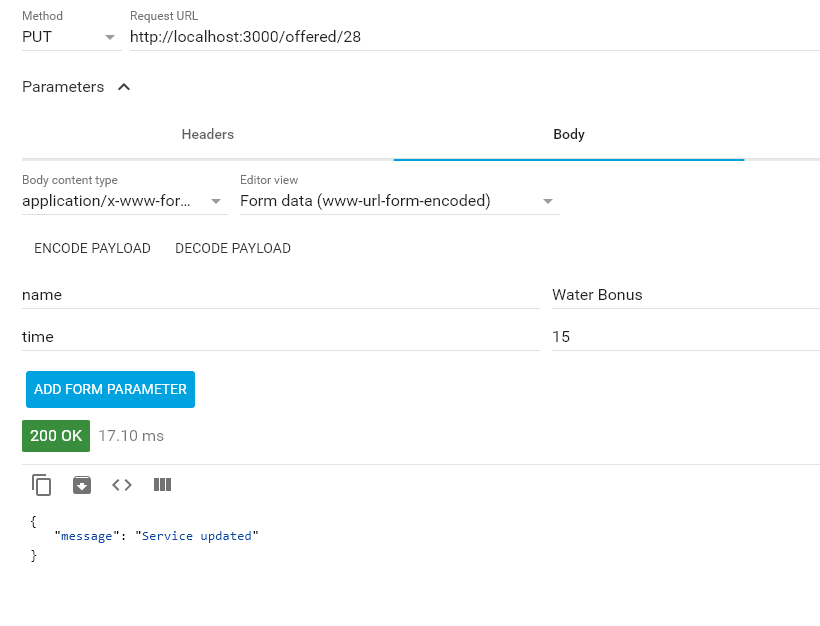 Method Request URL
PUT http://localhost:3000/offered/28
Parameters
Headers Body
Body content type Editor view
application/x-www-for... Form data (www-url-form-encoded)
ENCODE PAYLOAD DECODE PAYLOAD
name Water Bonus
time 15
ADD FORM PARAMETER
200 OK 17.10 ms
{
"message": "Service updated"
}